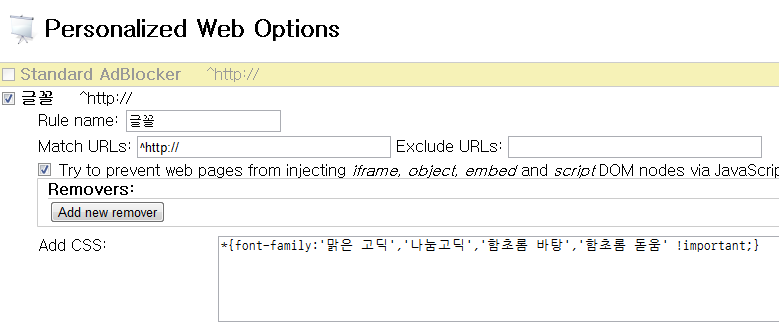 Personalized Web Options
Standard AdBlocker ^http://
글꼴 ^http://
Rule name: 글꼴
Match URLs: ^http:// Exclude URLs:
Try to prevent web pages from injecting iframe, object, embed and script DOM nodes via JavaScrip
Removers:
Add new remover
Add CSS: *{font-family:'맑은 고딕','나눔고딕','함초롬 바탕','함초롬 돋움' !important;}